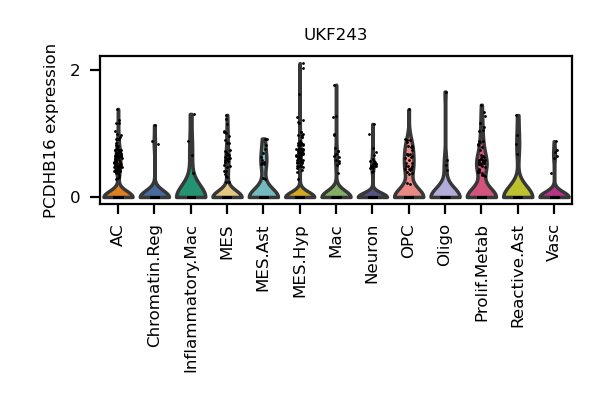 UKF243
PCDHB16 expression
2
0
AC
Chromatin.Reg
Inflammatory.Mac
MES
MES.Ast
MES.Hyp
Mac
Neuron
OPC
Oligo
Prolif.Metab
Reactive.Ast
Vasc